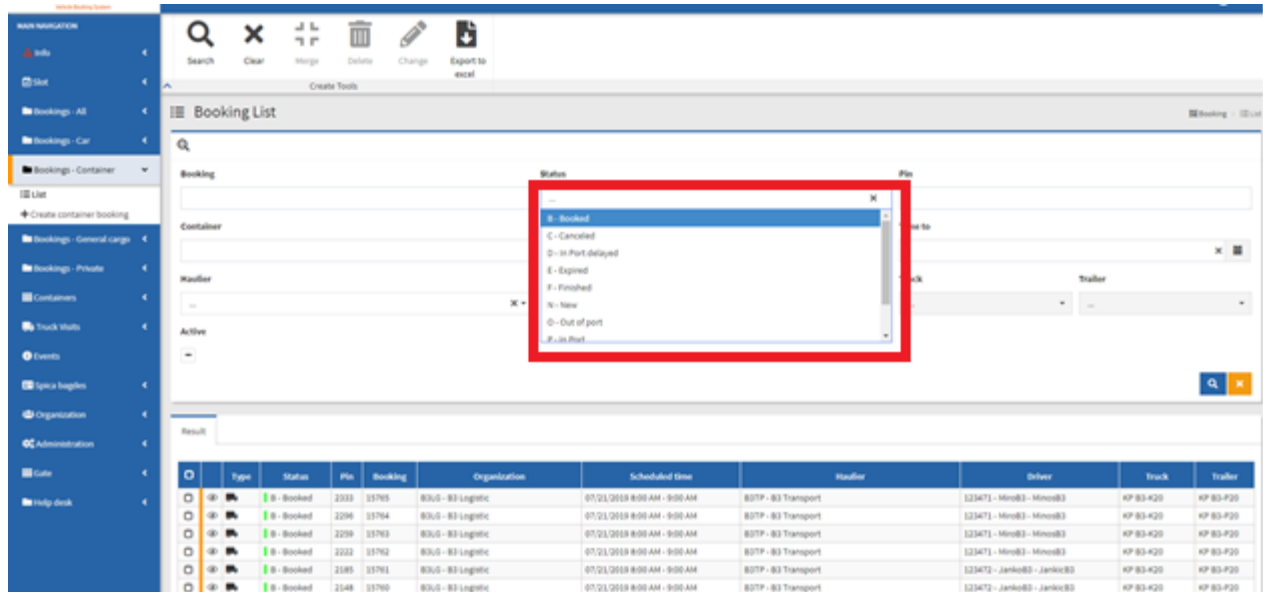 Vehicle Booking System
MAIN NAVIGATION
Info
Slot
Bookings - All
Bookings - Car
Bookings - Container
List
Create container booking
Bookings - General cargo
Bookings - Private
Containers
Truck Visits
Events
Spica bagdes
Organization
Administration
Gate
Help desk
Search Clear Merge Delete Change Export to excel
Create Tools
Booking List
Booking List
Booking Status Pin
...
B - Booked
C - Canceled
D - In Port delayed
E - Expired
F - Finished
N - New
O - Out of port
P - In Port
Container
to
Haulier Trailer
... ... ...
Active
Result
Type Status Pin Booking Organization Scheduled time Haulier Driver Truck Trailer
B - Booked 2333 15765 B3LG - B3 Logistic 07/21/2019 8:00 AM - 9:00 AM B3TP - B3 Transport 123471 - MiroB3 - MinosB3 KP B3-K20 KP B3-P20
B - Booked 2296 15764 B3LG - B3 Logistic 07/21/2019 8:00 AM - 9:00 AM B3TP - B3 Transport 123471 - MiroB3 - MinosB3 KP B3-K20 KP B3-P20
B - Booked 2259 15763 B3LG - B3 Logistic 07/21/2019 8:00 AM - 9:00 AM B3TP - B3 Transport 123471 - MiroB3 - MinosB3 KP B3-K20 KP B3-P20
B - Booked 2222 15762 B3LG - B3 Logistic 07/21/2019 8:00 AM - 9:00 AM B3TP - B3 Transport 123471 - MiroB3 - MinosB3 KP B3-K20 KP B3-P20
B - Booked 2185 15761 B3LG - B3 Logistic 07/21/2019 8:00 AM - 9:00 AM B3TP - B3 Transport 123472 - JankoB3 - JankicB3 KP B3-K20 KP B3-P20
B - Booked 2148 15760 B3LG - B3 Logistic 07/21/2019 8:00 AM - 9:00 AM B3TP - B3 Transport 123472 - JankoB3 - JankicB3 KP B3-K20 KP B3-P20